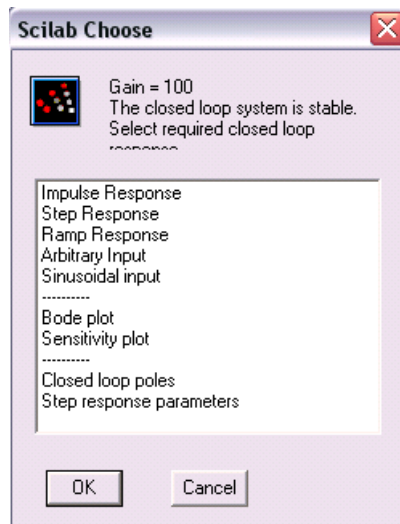 Scilab Choose
Gain = 100
The closed loop system is stable.
Select required closed loop
Impulse Response
Step Response
Ramp Response
Arbitrary Input
Sinusoidal input
----------
Bode plot
Sensitivity plot
----------
Closed loop poles
Step response parameters
OK
Cancel